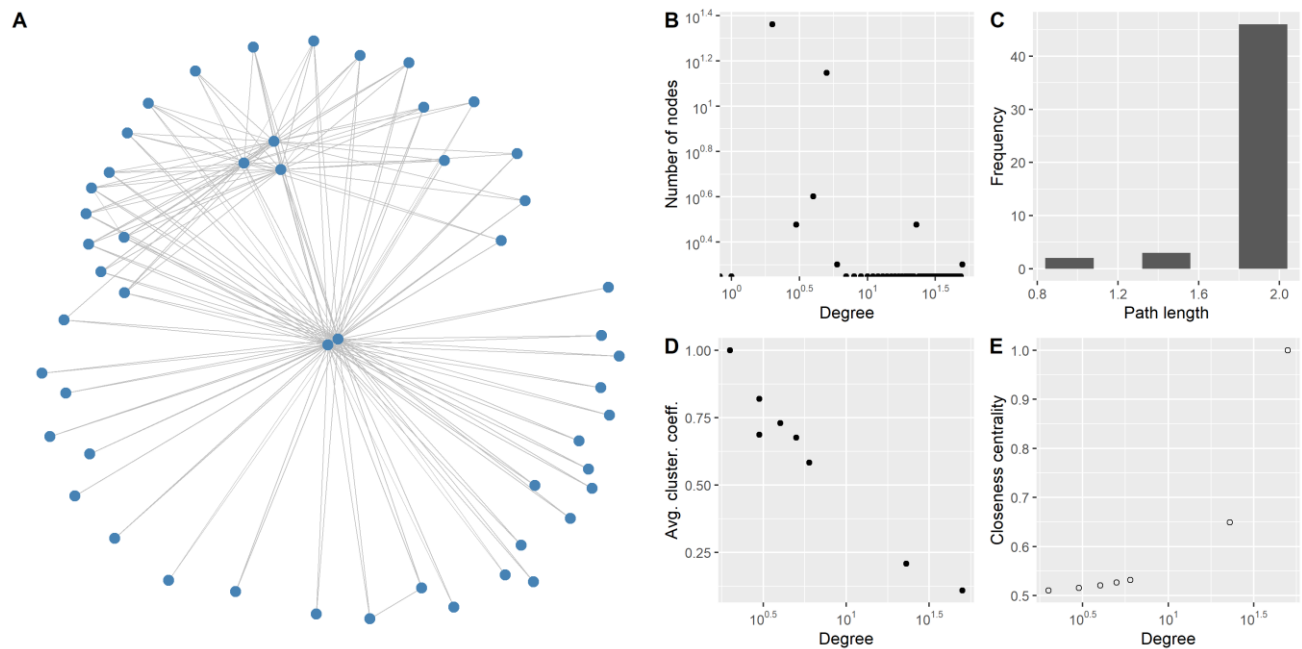 A
B
10^1.4
10^1.2
10^1
10^0.8
10^0.6
10^0.4
Number of nodes
10^0
10^0.5
10^1
10^1.5
Degree
C
40
30
20
10
0
Frequency
0.8
1.2
1.6
2.0
Path length
D
1.00
0.75
0.50
0.25
Avg. cluster. coeff.
10^0.5
10^1
10^1.5
Degree
E
1.0
0.9
0.8
0.7
0.6
0.5
Closeness centrality
10^0.5
10^1
10^1.5
Degree